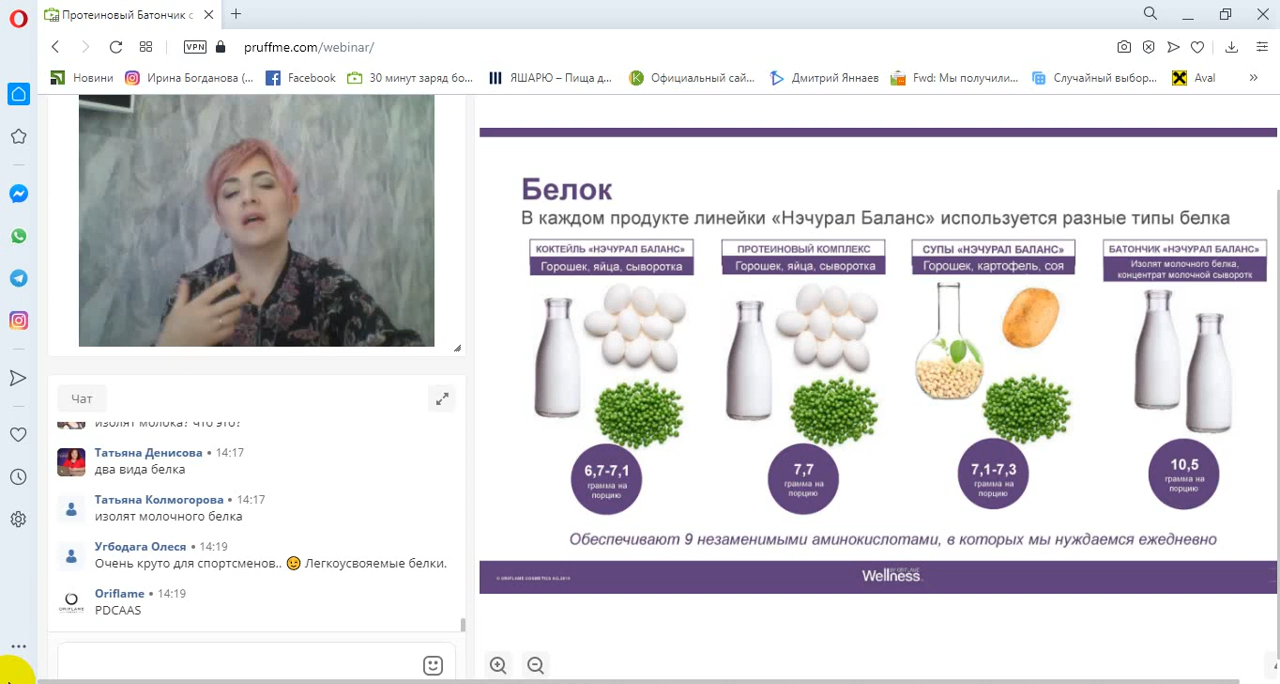 Протеиновый Батончик с
VPN
pruffme.com/webinar/
Новини
Ирина Богданова (...
Facebook
30 минут заряд бо...
ЯШАРЮ – Пища д...
Официальный сай...
Дмитрий Яннаев
Fwd: Мы получили...
Случайный выбор...
Aval
Белок
В каждом продукте линейки «Нэчурал Баланс» используется разные типы белка
КОКТЕЙЛЬ «НЭЧУРАЛ БАЛАНС»
Горошек, яйца, сыворотка
ПРОТЕИНОВЫЙ КОМПЛЕКС
Горошек, яйца, сыворотка
СУПЫ «НЭЧУРАЛ БАЛАНС»
Горошек, картофель, соя
БАТОНЧИК «НЭЧУРАЛ БАЛАНС»
Изолят молочного белка,
концентрат молочной сыворотк
6,7-7,1
грамма на
порцию
7,7
грамма на
порцию
7,1-7,3
грамма на
порцию
10,5
грамма на
порцию
Обеспечивают 9 незаменимыми аминокислотами, в которых мы нуждаемся ежедневно
BY ORIFLAME
Wellness.
Чат
изолят молока? что это?
Татьяна Денисова • 14:17
два вида белка
Татьяна Колмогорова • 14:17
изолят молочного белка
Угбодага Олеся • 14:19
Очень круто для спортсменов.. 😉 Легкоусвояемые белки.
Oriflame • 14:19
PDCAAS